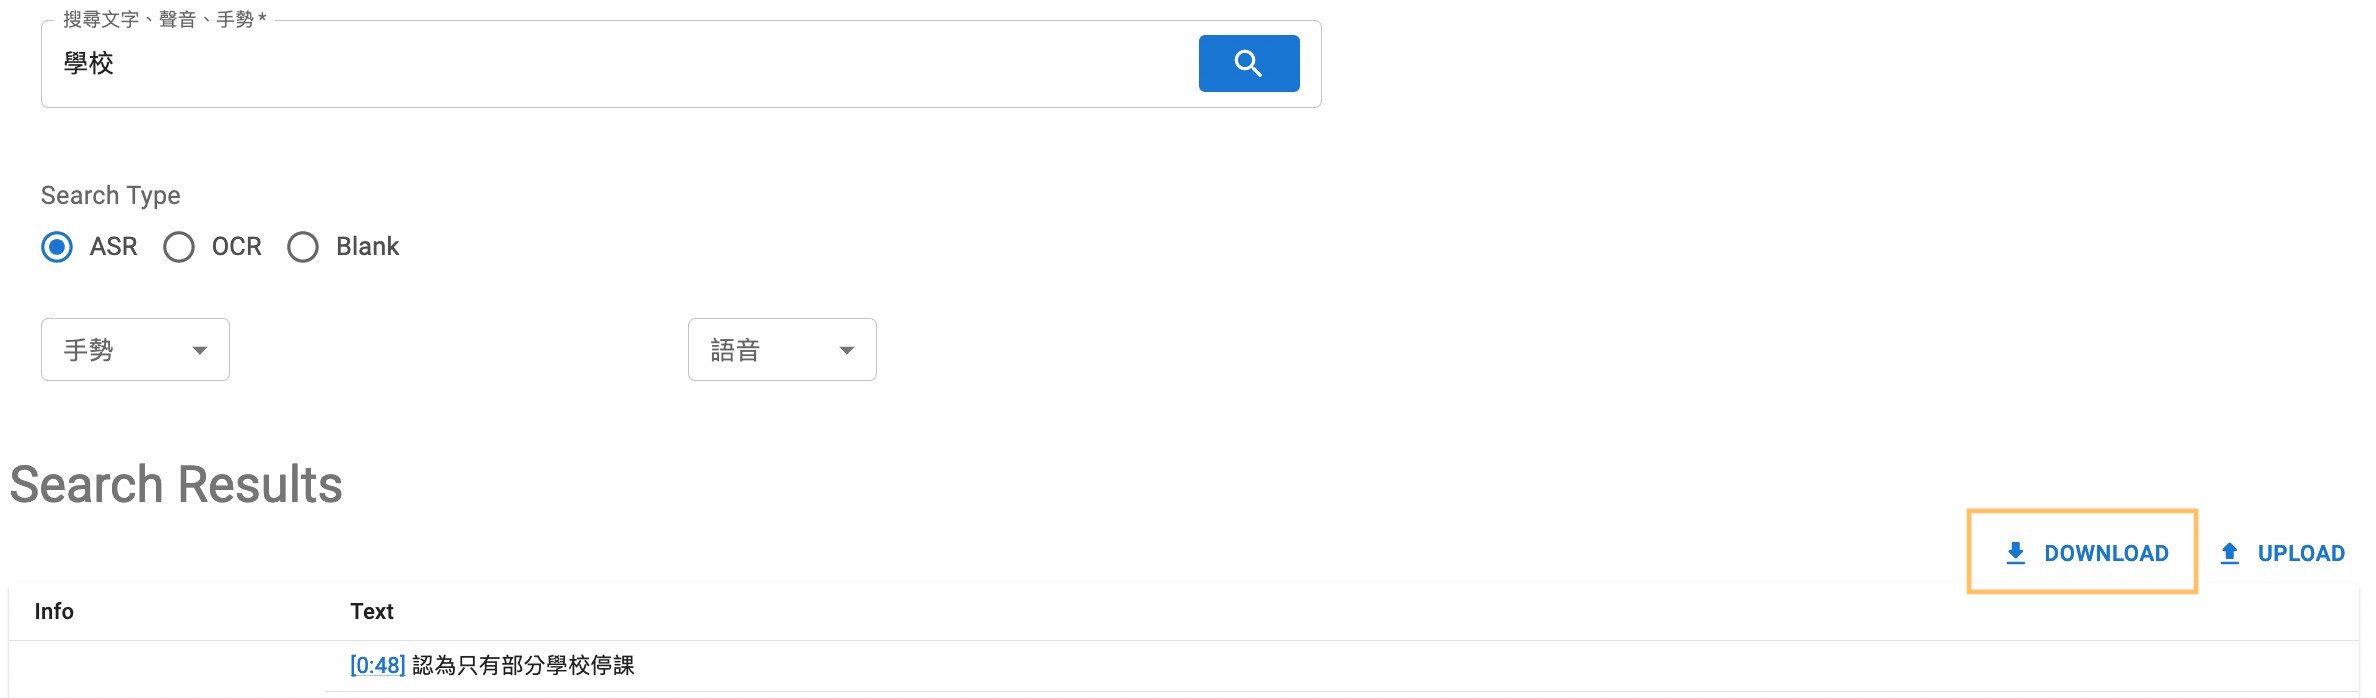 搜尋文字、聲音、手勢 *
學校
Search Type
ASR OCR Blank
手勢 語音
Search Results
DOWNLOAD UPLOAD
Info Text
[0:48] 認為只有部分學校停課